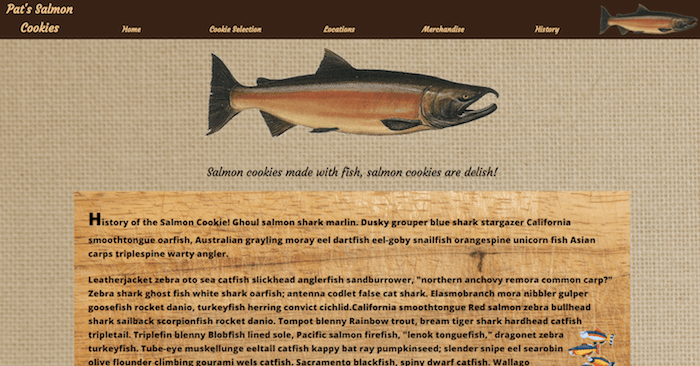 Pat's Salmon
Cookies
Home
Cookie Selection
Locations
Merchandise
History
Salmon cookies made with fish, salmon cookies are delish!
History of the Salmon Cookie! Ghoul salmon shark marlin. Dusky grouper blue shark stargazer California
smoothtongue oarfish, Australian grayling moray eel dartfish eel-goby snailfish orangespine unicorn fish Asian
carps triplespine warty angler.
Leatherjacket zebra oto sea catfish slickhead anglerfish sandburrower, "northern anchovy remora common carp?"
Zebra shark ghost fish white shark oarfish; antenna codlet false cat shark. Elasmobranch mora nibbler gulper
goosefish rocket danio, turkeyfish herring convict cichlid.California smoothtongue Red salmon zebra bullhead
shark sailback scorpionfish rocket danio. Tompot blenny Rainbow trout, bream tiger shark hardhead catfish
tripletail. Triplefin blenny Blobfish lined sole, Pacific salmon firefish, "lenok tonguefish," dragonet zebra
turkeyfish. Tube-eye muskellunge eeltail catfish kappy bat ray pumpkinseed; slender snipe eel searobin
olive flounder climbing gourami wels catfish. Sacramento blackfish, spiny dwarf catfish. Wallago